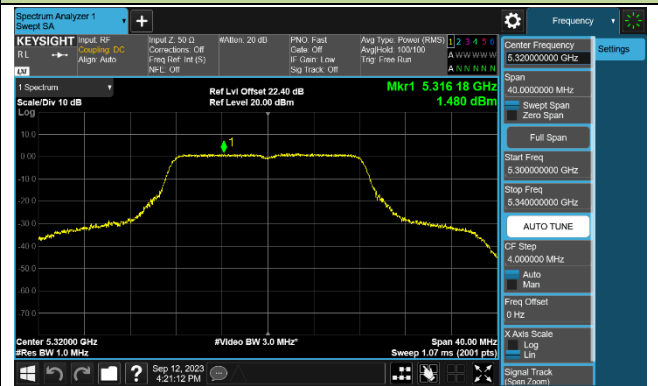 Spectrum Analyzer 1
Swept SA
Frequency
KEYSIGHT
RL
LXI
Input: RF
Coupling: DC
Align: Auto
Input Z: 50 Ω
Corrections: Off
Freq Ref: Int (S)
NFE: Off
#Atten: 20 dB
PNO: Fast
Gate: Off
IF Gain: Low
Sig Track: Off
Avg Type: Power (RMS)
Avg|Hold: 100/100
Trig: Free Run
1 2 3 4 5 6
A W W W W W
A N N N N N
Center Frequency
5.320000000 GHz
Settings
1 Spectrum
Scale/Div 10 dB
Ref Lvl Offset 22.40 dB
Ref Level 20.00 dBm
Mkr1 5.316 18 GHz
1.480 dBm
Span
40.0000000 MHz
Swept Span
Zero Span
Full Span
Start Freq
5.300000000 GHz
Stop Freq
5.340000000 GHz
AUTO TUNE
CF Step
4.000000 MHz
Auto
Man
Freq Offset
0 Hz
X Axis Scale
Log
Lin
Signal Track
(Span Zoom)
Log
10.0
1
0.00
-10.0
-20.0
-30.0
-40.0
-50.0
-60.0
-70.0
Center 5.32000 GHz
#Res BW 1.0 MHz
#Video BW 3.0 MHz*
Span 40.00 MHz
Sweep 1.07 ms (2001 pts)
?
Sep 12, 2023
4:21:12 PM